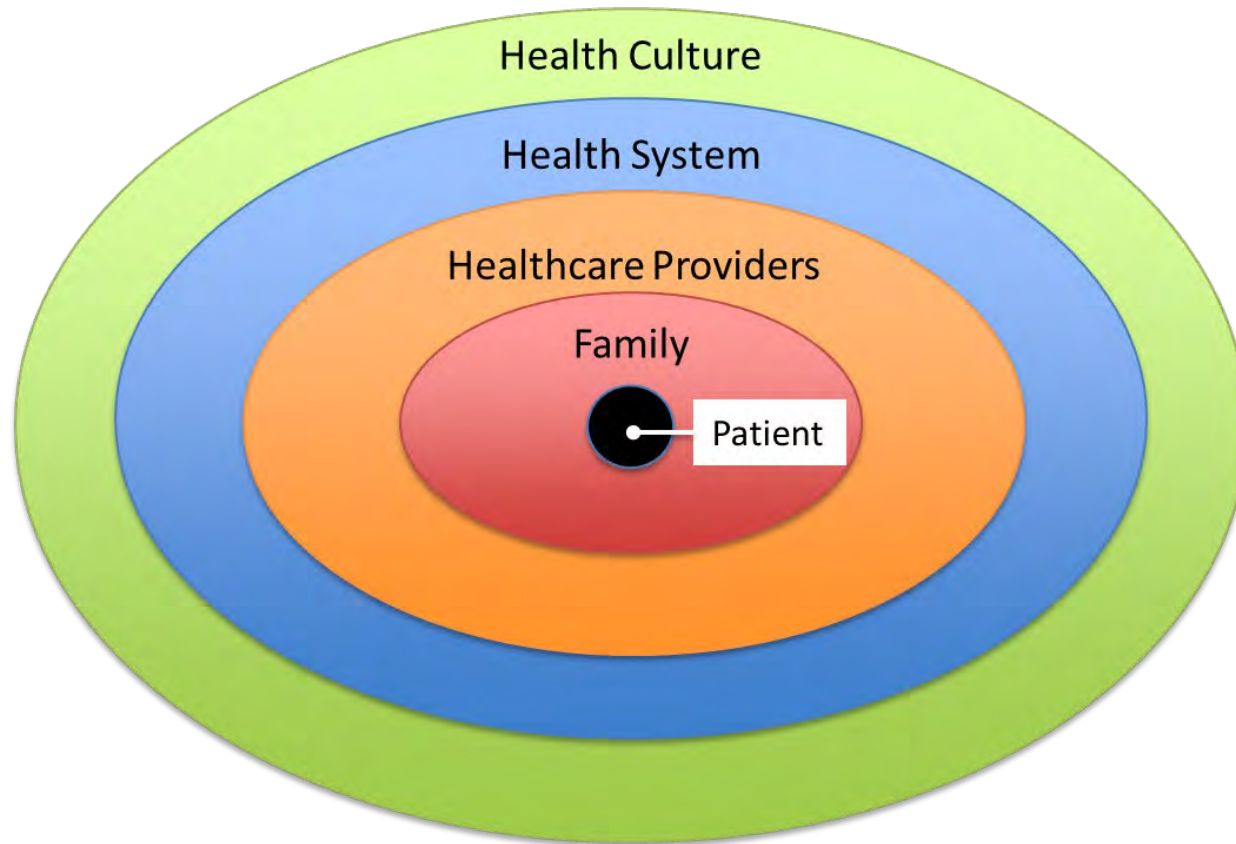 Health Culture
Health System
Healthcare Providers
Family
Patient